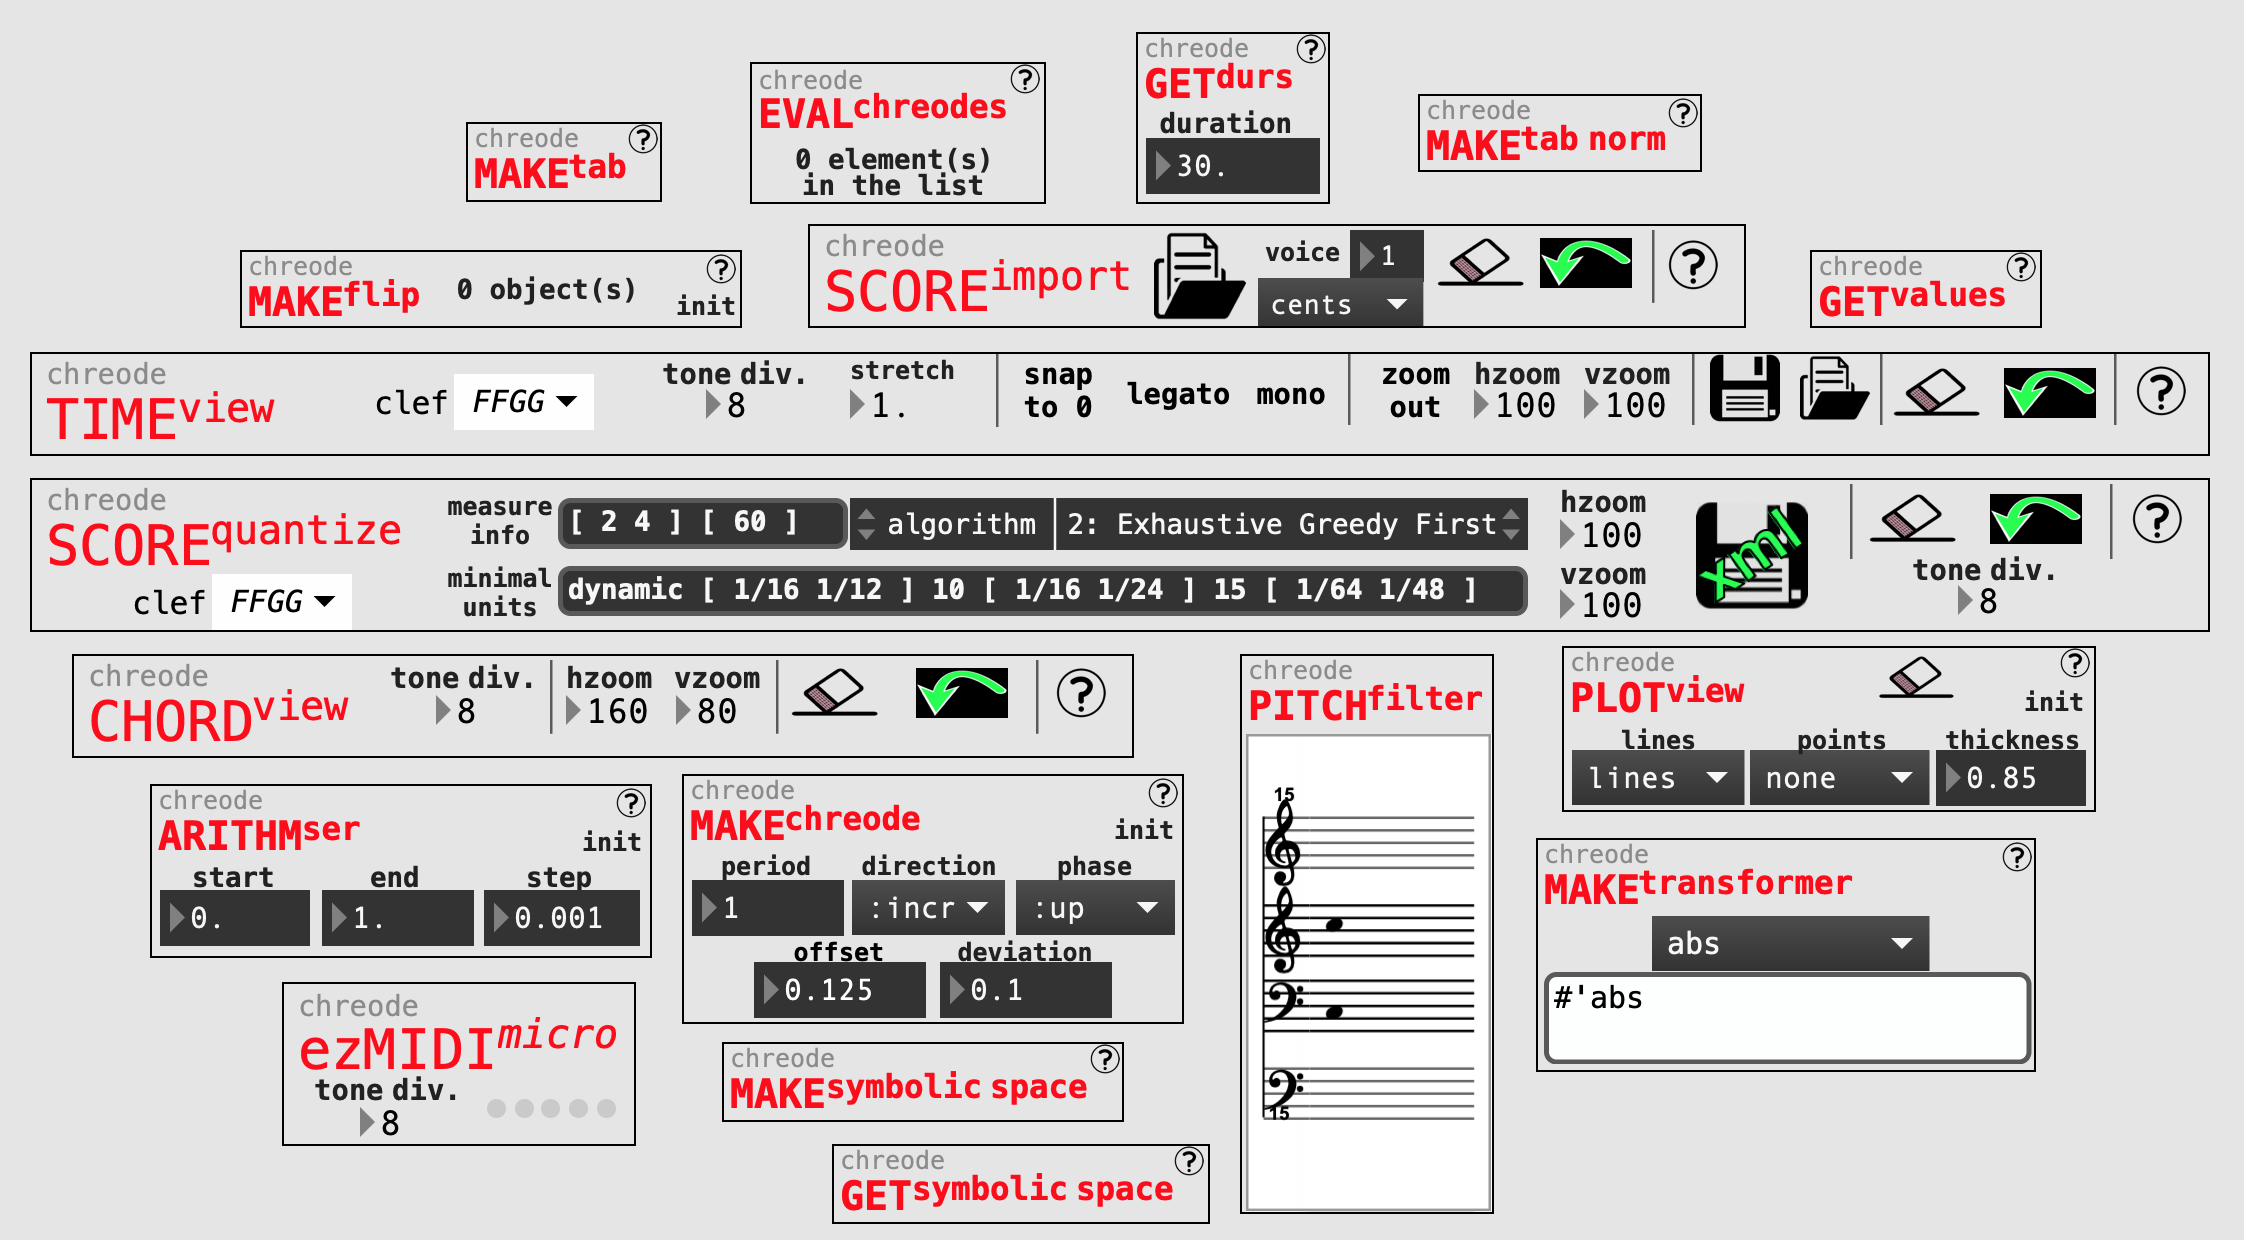 chreode ?
GETdurs
duration
30.
chreode ?
EVALchreodes
0 element(s)
in the list
chreode ?
MAKEtab norm
chreode ?
MAKEtab
chreode ?
MAKEflip 0 object(s) init
chreode
SCOREimport voice 1 cents ?
chreode ?
GETvalues
chreode
TIMEview clef FFGG
tone div. 8
stretch 1.
snap to 0 legato mono
zoom out
hzoom 100
vzoom 100
?
chreode
SCOREquantize
clef FFGG
measure info [ 2 4 ] [ 60 ] algorithm 2: Exhaustive Greedy First
minimal units dynamic [ 1/16 1/12 ] 10 [ 1/16 1/24 ] 15 [ 1/64 1/48 ]
hzoom 100
vzoom 100
xml
?
tone div. 8
chreode
CHORDview
tone div. 8
hzoom 160
vzoom 80
?
chreode
PITCHfilter
15
15
chreode ?
PLOTview init
lines points thickness
lines none 0.85
chreode ?
ARITHMser init
start end step
0. 1. 0.001
chreode ?
MAKEchreode init
period direction phase
1 :incr :up
offset deviation
0.125 0.1
chreode ?
MAKEtransformer
abs
#'abs
chreode
ezMIDImicro
tone div.
8
chreode ?
MAKEsymbolic space
chreode ?
GETsymbolic space